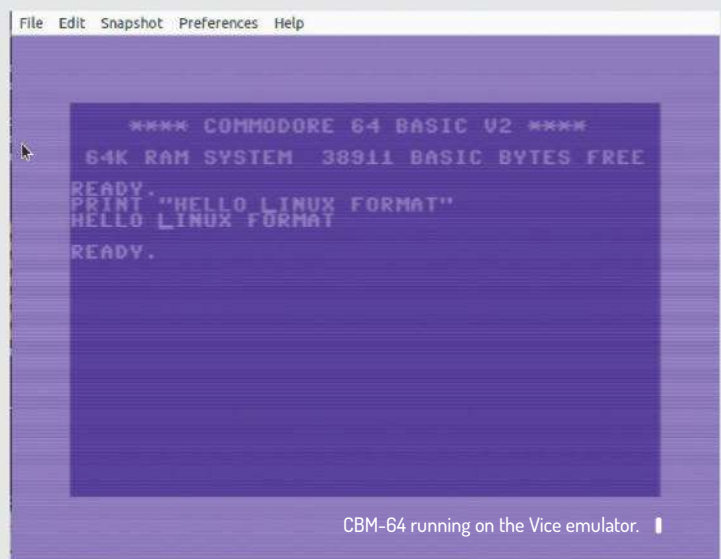 File Edit Snapshot Preferences Help
**** COMMODORE 64 BASIC V2 ****
64K RAM SYSTEM 38911 BASIC BYTES FREE
READY.
PRINT "HELLO LINUX FORMAT"
HELLO LINUX FORMAT
READY.
CBM-64 running on the Vice emulator.